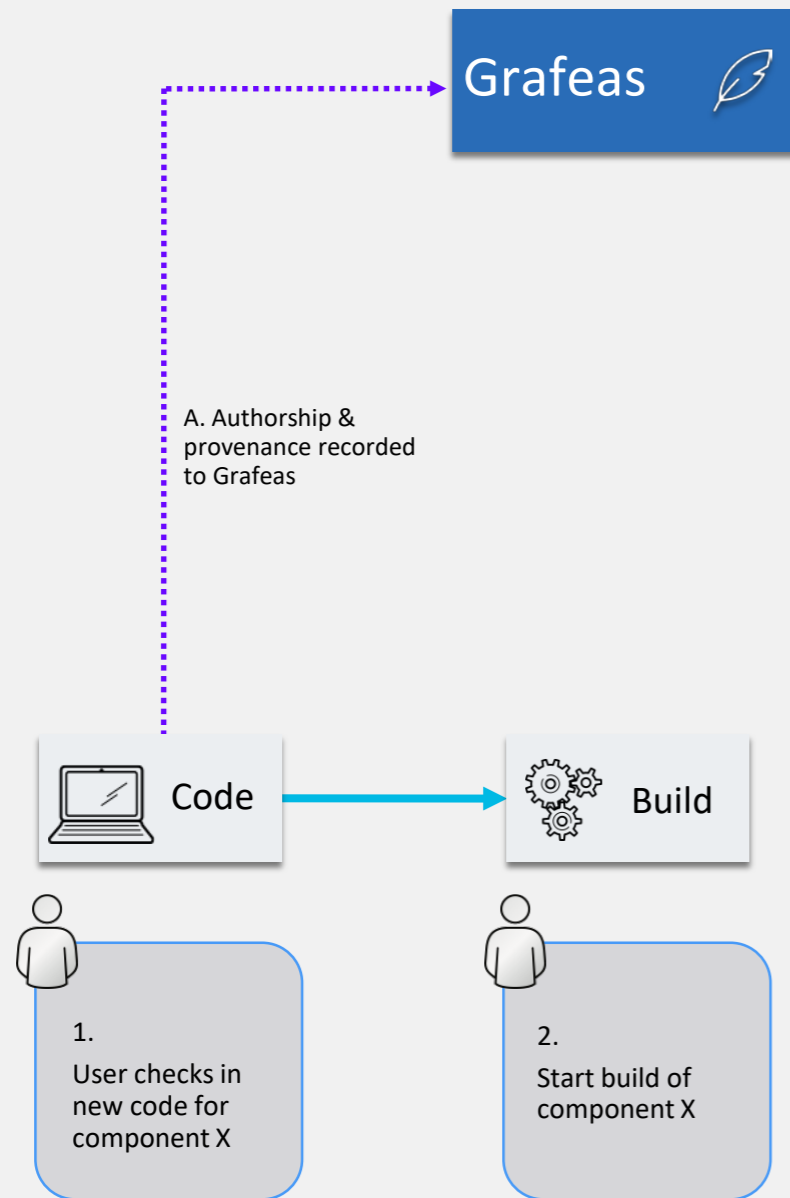 Grafeas
A. Authorship &
provenance recorded
to Grafeas
Code
Build
1.
User checks in
new code for
component X
2.
Start build of
component X